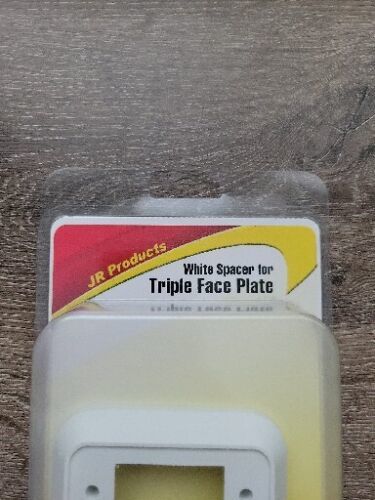 JR Products
White Spacer for
Triple Face Plate